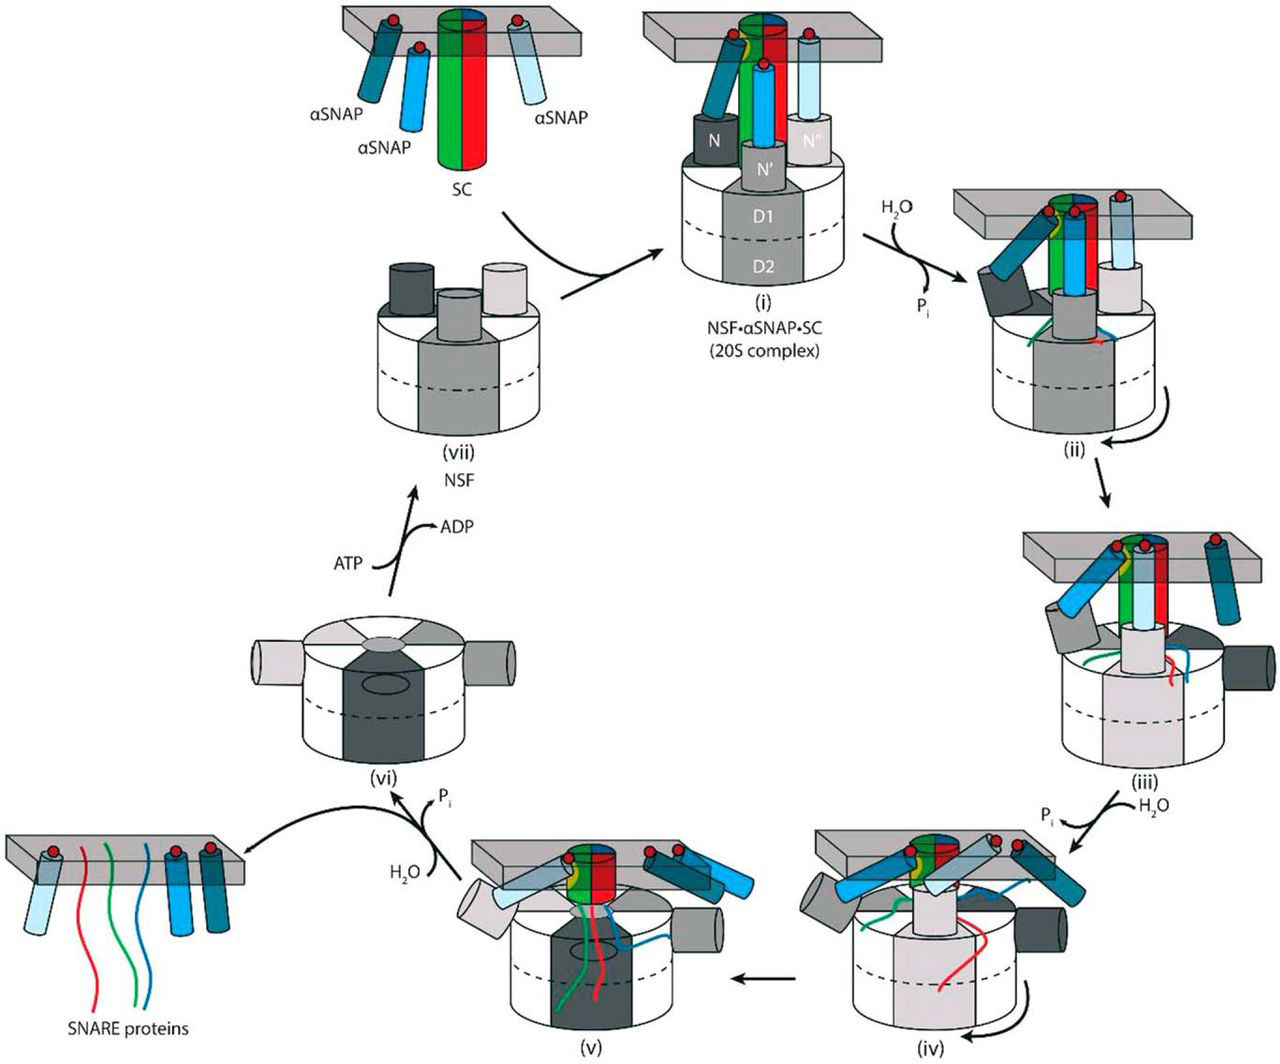 αSNAP
αSNAP
αSNAP
SC
N
N'
N"
D1
D2
(i)
NSF•αSNAP•SC
(20S complex)
H₂O
Pᵢ
(ii)
(iii)
H₂O
Pᵢ
(iv)
(v)
H₂O
Pᵢ
SNARE proteins
(vi)
ATP
ADP
(vii)
NSF